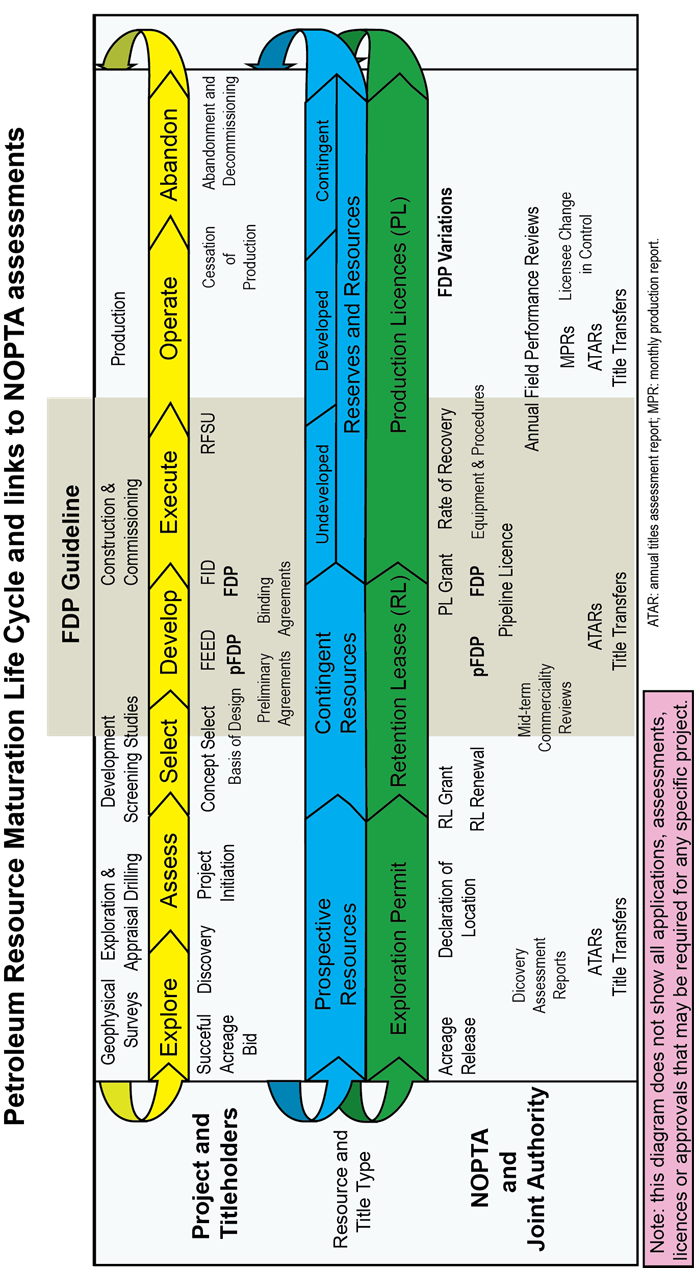 Petroleum Resource Maturation Life Cycle and links to NOPTA assessments
FDP Guideline
Geophysical
Surveys
Exploration &
Appraisal Drilling
Development
Screening Studies
Construction &
Commissioning
Production
Explore
Assess
Select
Develop
Execute
Operate
Abandon
Project and
Titleholders
Succeful
Acreage
Bid
Discovery
Project
Initiation
Concept Select
Basis of Design
FEED
pFDP
Preliminary
Agreements
FID
FDP
Binding
Agreements
RFSU
Cessation
of
Production
Abandonment and
Decommissioning
Resource and
Title Type
Prospective
Resources
Contingent
Resources
Undeveloped
Developed
Contingent
Reserves and Resources
Exploration Permit
Retention Leases (RL)
Production Licences (PL)
NOPTA
and
Joint Authority
Acreage
Release
Declaration of
Location
Dicovery
Assessment
Reports
ATARs
Title Transfers
RL Grant
RL Renewal
Mid-term
Commerciality
Reviews
PL Grant
pFDP
FDP
Pipeline Licence
ATARs
Title Transfers
Rate of Recovery
Equipment & Procedures
FDP Variations
Annual Field Performance Reviews
MPRs
Licensee Change
in Control
ATARs
Title Transfers
ATAR: annual titles assessment report; MPR: monthly production report.
Note: this diagram does not show all applications, assessments,
licences or approvals that may be required for any specific project.